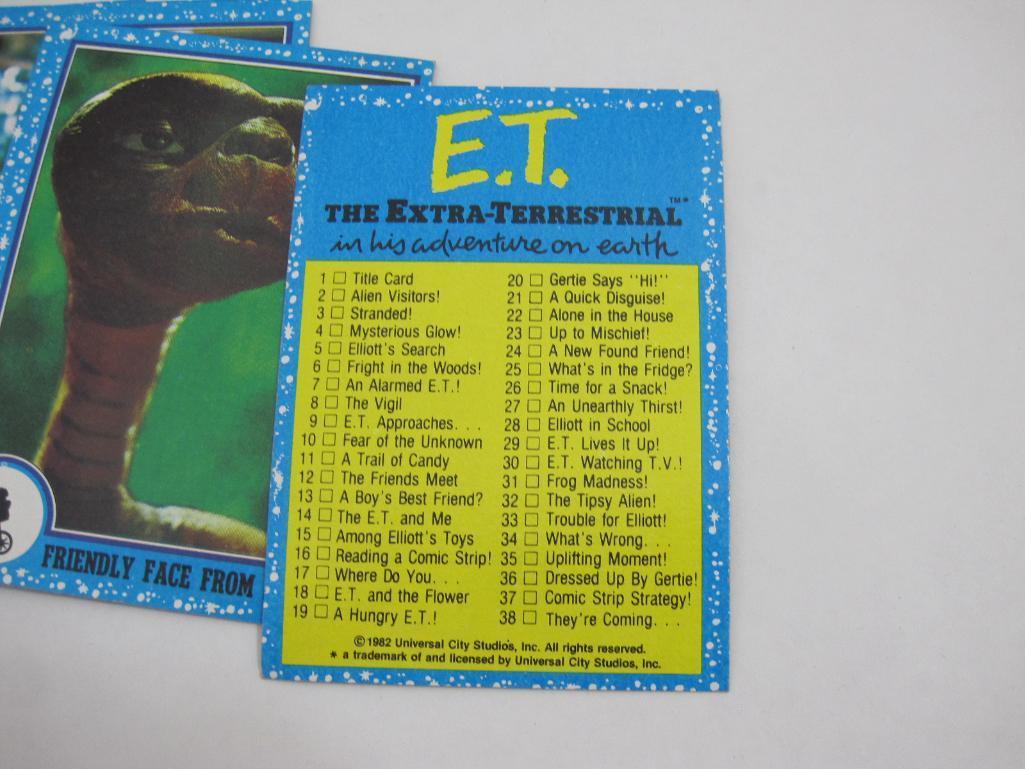 E.T.
THE EXTRA-TERRESTRIAL™*
in his adventure on earth
1 □ Title Card
2 □ Alien Visitors!
3 □ Stranded!
4 □ Mysterious Glow!
5 □ Elliott's Search
6 □ Fright in the Woods!
7 □ An Alarmed E.T.!
8 □ The Vigil
9 □ E.T. Approaches. . .
10 □ Fear of the Unknown
11 □ A Trail of Candy
12 □ The Friends Meet
13 □ A Boy's Best Friend?
14 □ The E.T. and Me
15 □ Among Elliott's Toys
16 □ Reading a Comic Strip!
17 □ Where Do You. . .
18 □ E.T. and the Flower
19 □ A Hungry E.T.!
20 □ Gertie Says "Hi!"
21 □ A Quick Disguise!
22 □ Alone in the House
23 □ Up to Mischief!
24 □ A New Found Friend!
25 □ What's in the Fridge?
26 □ Time for a Snack!
27 □ An Unearthly Thirst!
28 □ Elliott in School
29 □ E.T. Lives It Up!
30 □ E.T. Watching T.V.!
31 □ Frog Madness!
32 □ The Tipsy Alien!
33 □ Trouble for Elliott!
34 □ What's Wrong. . .
35 □ Uplifting Moment!
36 □ Dressed Up By Gertie!
37 □ Comic Strip Strategy!
38 □ They're Coming. . .
©1982 Universal City Studios, Inc. All rights reserved.
* a trademark of and licensed by Universal City Studios, Inc.
FRIENDLY FACE FROM